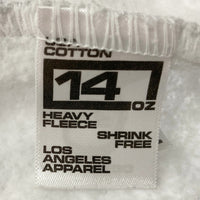 COTTON
14 OZ
HEAVY
FLEECE
SHRINK
FREE
LOS
ANGELES
APPAREL